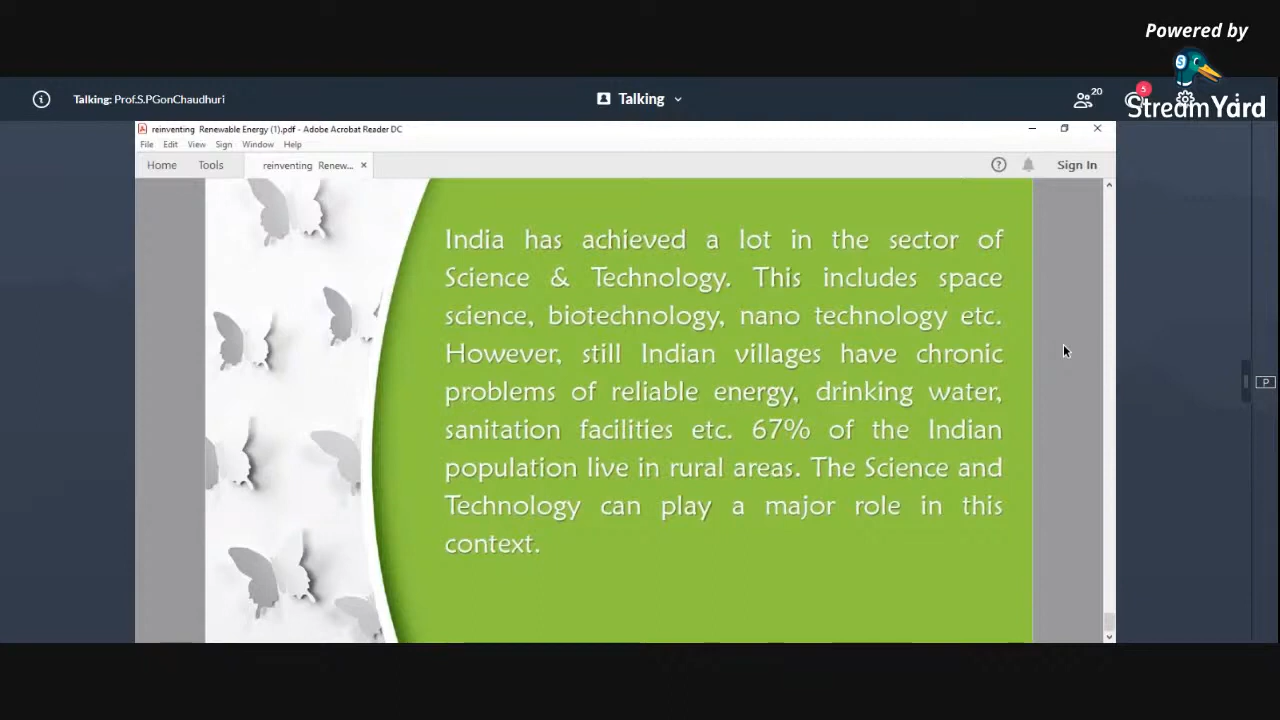 Powered by
StreamYard
Talking: Prof.S.PGonChaudhuri
Talking
20
5
reinventing Renewable Energy (1).pdf - Adobe Acrobat Reader DC
File Edit View Sign Window Help
Home Tools reinventing Renew... Sign In
India has achieved a lot in the sector of
Science & Technology. This includes space
science, biotechnology, nano technology etc.
However, still Indian villages have chronic
problems of reliable energy, drinking water,
sanitation facilities etc. 67% of the Indian
population live in rural areas. The Science and
Technology can play a major role in this
context.
P